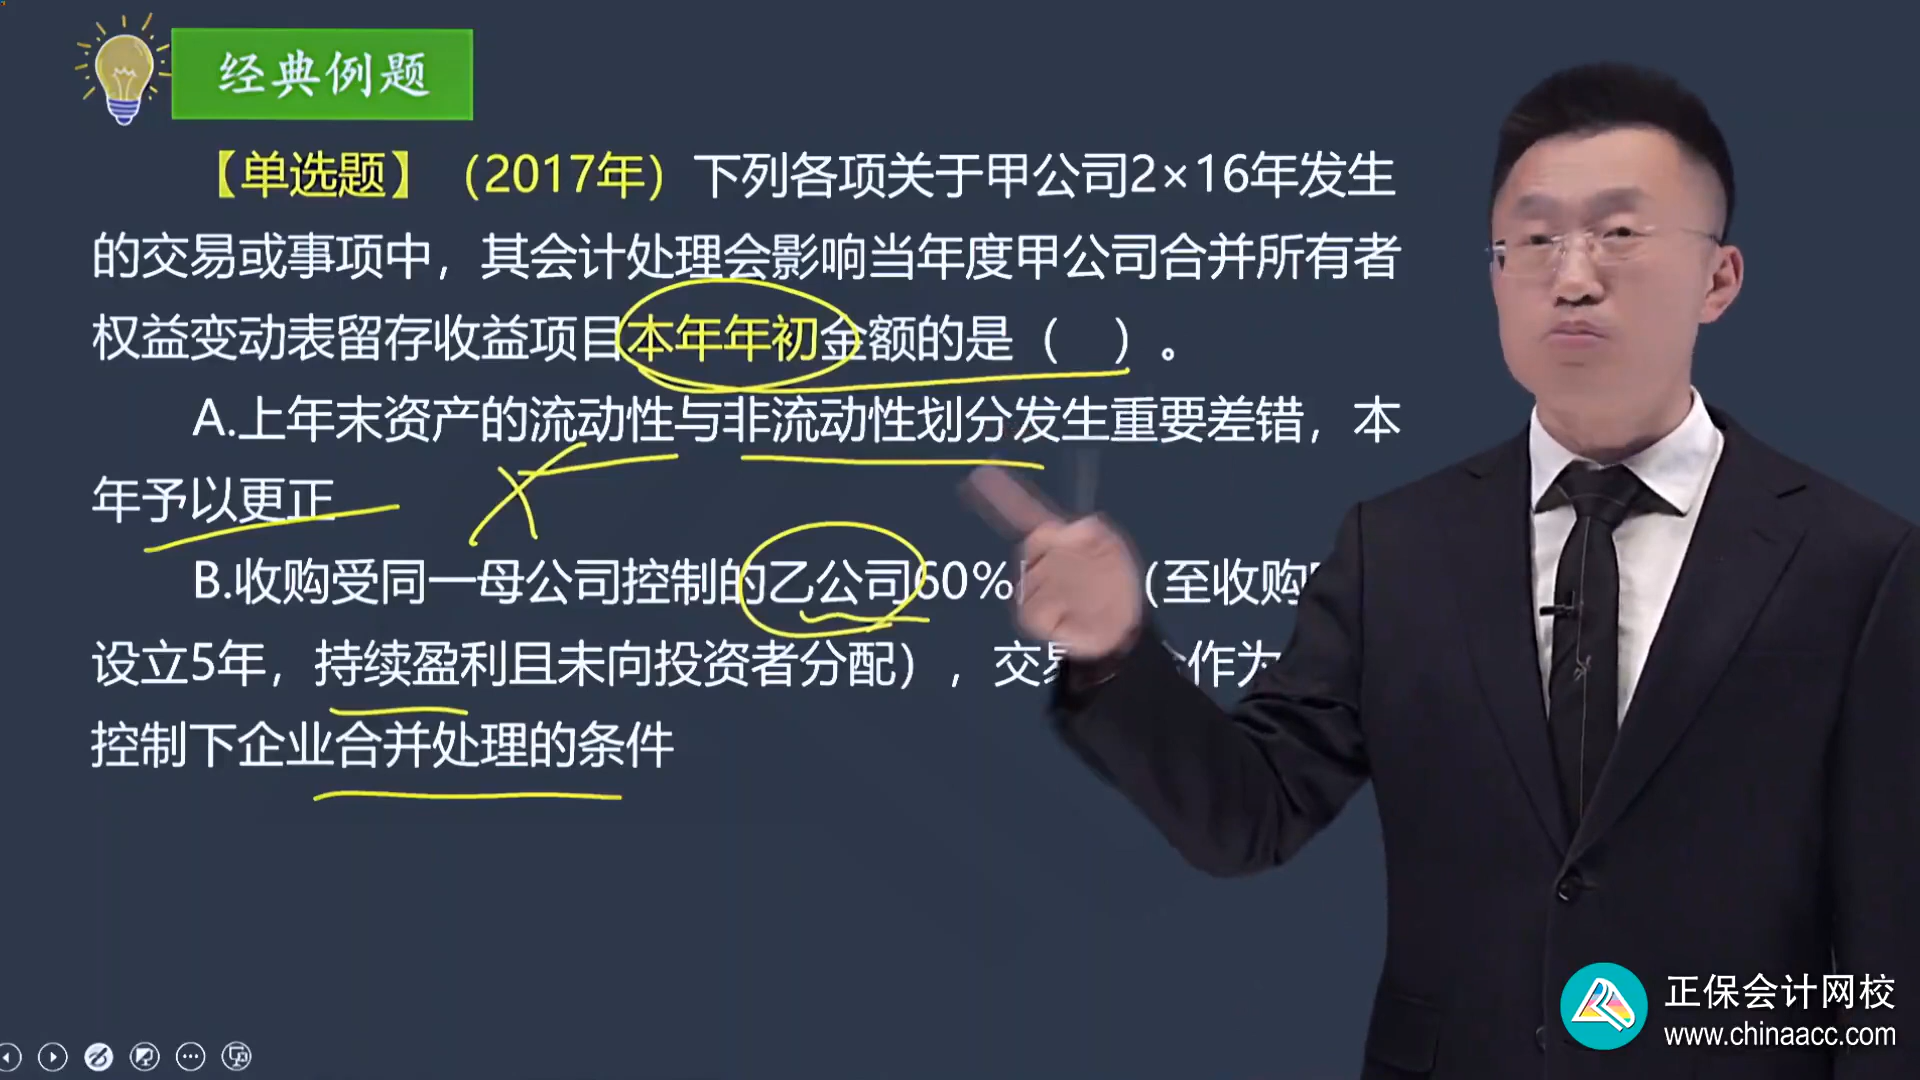 经典例题
【单选题】（2017年）下列各项关于甲公司2×16年发生
的交易或事项中，其会计处理会影响当年度甲公司合并所有者
权益变动表留存收益项目本年年初金额的是（ ）。
A.上年末资产的流动性与非流动性划分发生重要差错，本
年予以更正
B.收购受同一母公司控制的乙公司60%（至收购
设立5年，持续盈利且未向投资者分配），交易合作为
控制下企业合并处理的条件
正保会计网校
www.chinaacc.com